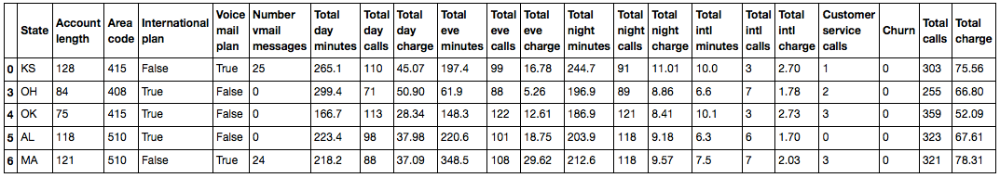 State Account length Area code International plan Voice mail plan Number vmail messages Total day minutes Total day calls Total day charge Total eve minutes Total eve calls Total eve charge Total night minutes Total night calls Total night charge Total intl minutes Total intl calls Total intl charge Customer service calls Churn Total calls Total charge
0 KS 128 415 False True 25 265.1 110 45.07 197.4 99 16.78 244.7 91 11.01 10.0 3 2.70 1 0 303 75.56
3 OH 84 408 True False 0 299.4 71 50.90 61.9 88 5.26 196.9 89 8.86 6.6 7 1.78 2 0 255 66.80
4 OK 75 415 True False 0 166.7 113 28.34 148.3 122 12.61 186.9 121 8.41 10.1 3 2.73 3 0 359 52.09
5 AL 118 510 True False 0 223.4 98 37.98 220.6 101 18.75 203.9 118 9.18 6.3 6 1.70 0 0 323 67.61
6 MA 121 510 False True 24 218.2 88 37.09 348.5 108 29.62 212.6 118 9.57 7.5 7 2.03 3 0 321 78.31